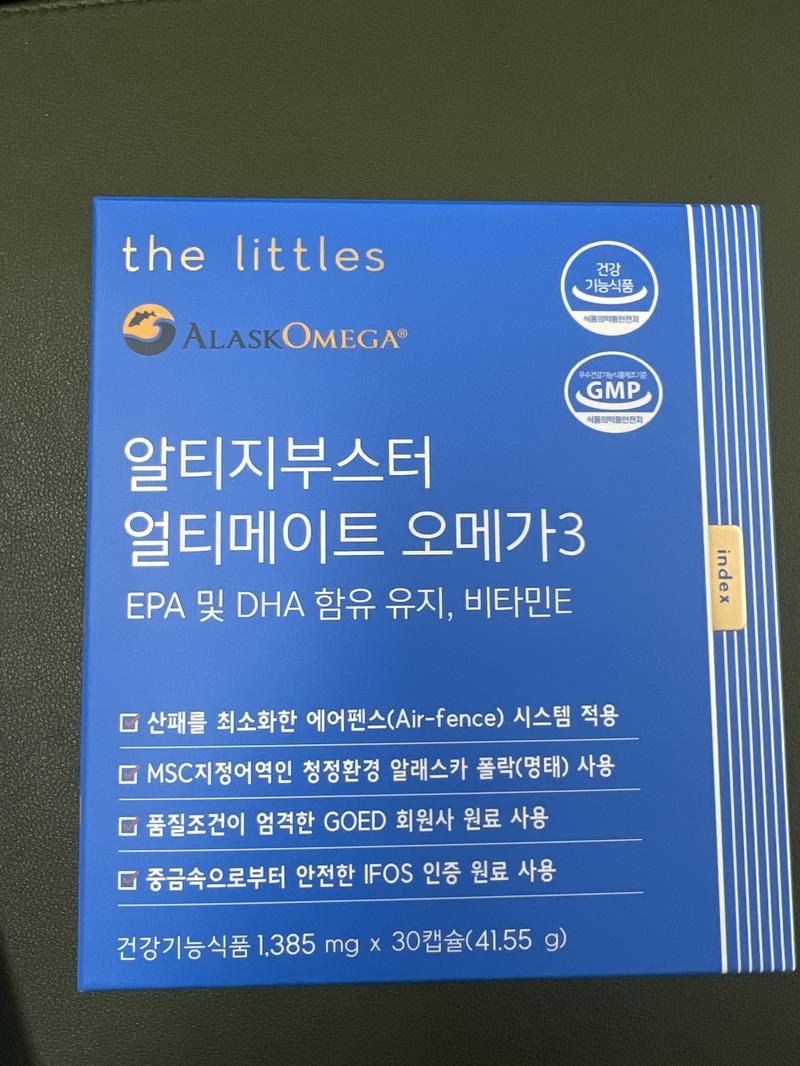 the littles
ALASKOMEGA®
건강
기능식품
식품의약품안전처
우수건강기능식품제조기준
GMP
식품의약품안전처
알티지부스터
얼티메이트 오메가3
EPA 및 DHA 함유 유지, 비타민E
index
산패를 최소화한 에어펜스(Air-fence) 시스템 적용
MSC지정어역인 청정환경 알래스카 폴락(명태) 사용
품질조건이 엄격한 GOED 회원사 원료 사용
중금속으로부터 안전한 IFOS 인증 원료 사용
건강기능식품 1,385 mg x 30캡슐(41.55 g)